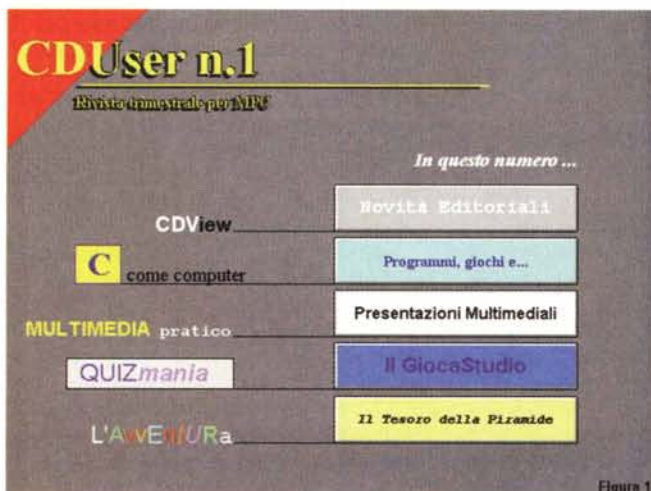 CDUser n.1
Rivista trimestrale per MPC
In questo numero ...
CDView
Novità Editoriali
C come computer
Programmi, giochi e...
MULTIMEDIA pratico
Presentazioni Multimediali
QUIZmania
Il GiocaStudio
L'AvvEntURa
Il Tesoro della Piramide
Figura 1